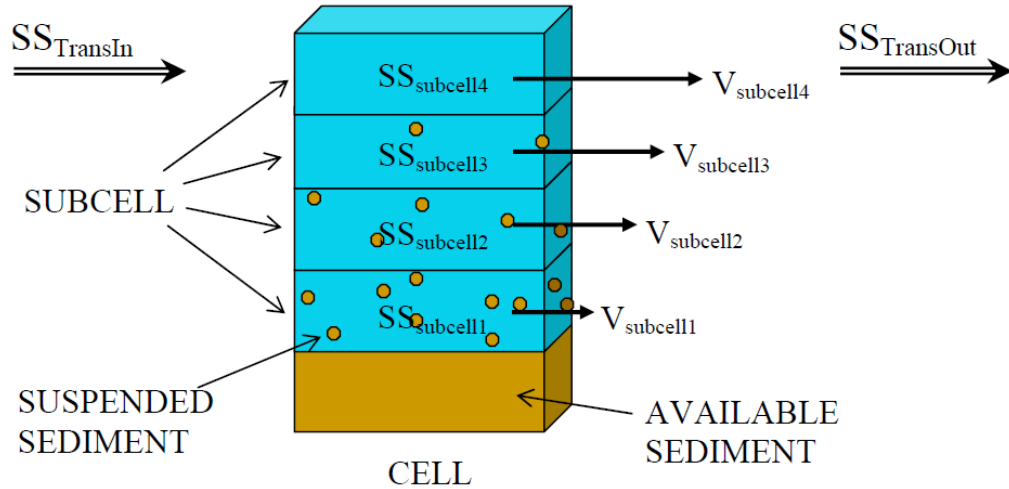 SS_TransIn
SS_TransOut
SS_subcell4
V_subcell4
SS_subcell3
V_subcell3
SUBCELL
SS_subcell2
V_subcell2
SS_subcell1
V_subcell1
SUSPENDED
SEDIMENT
AVAILABLE
SEDIMENT
CELL